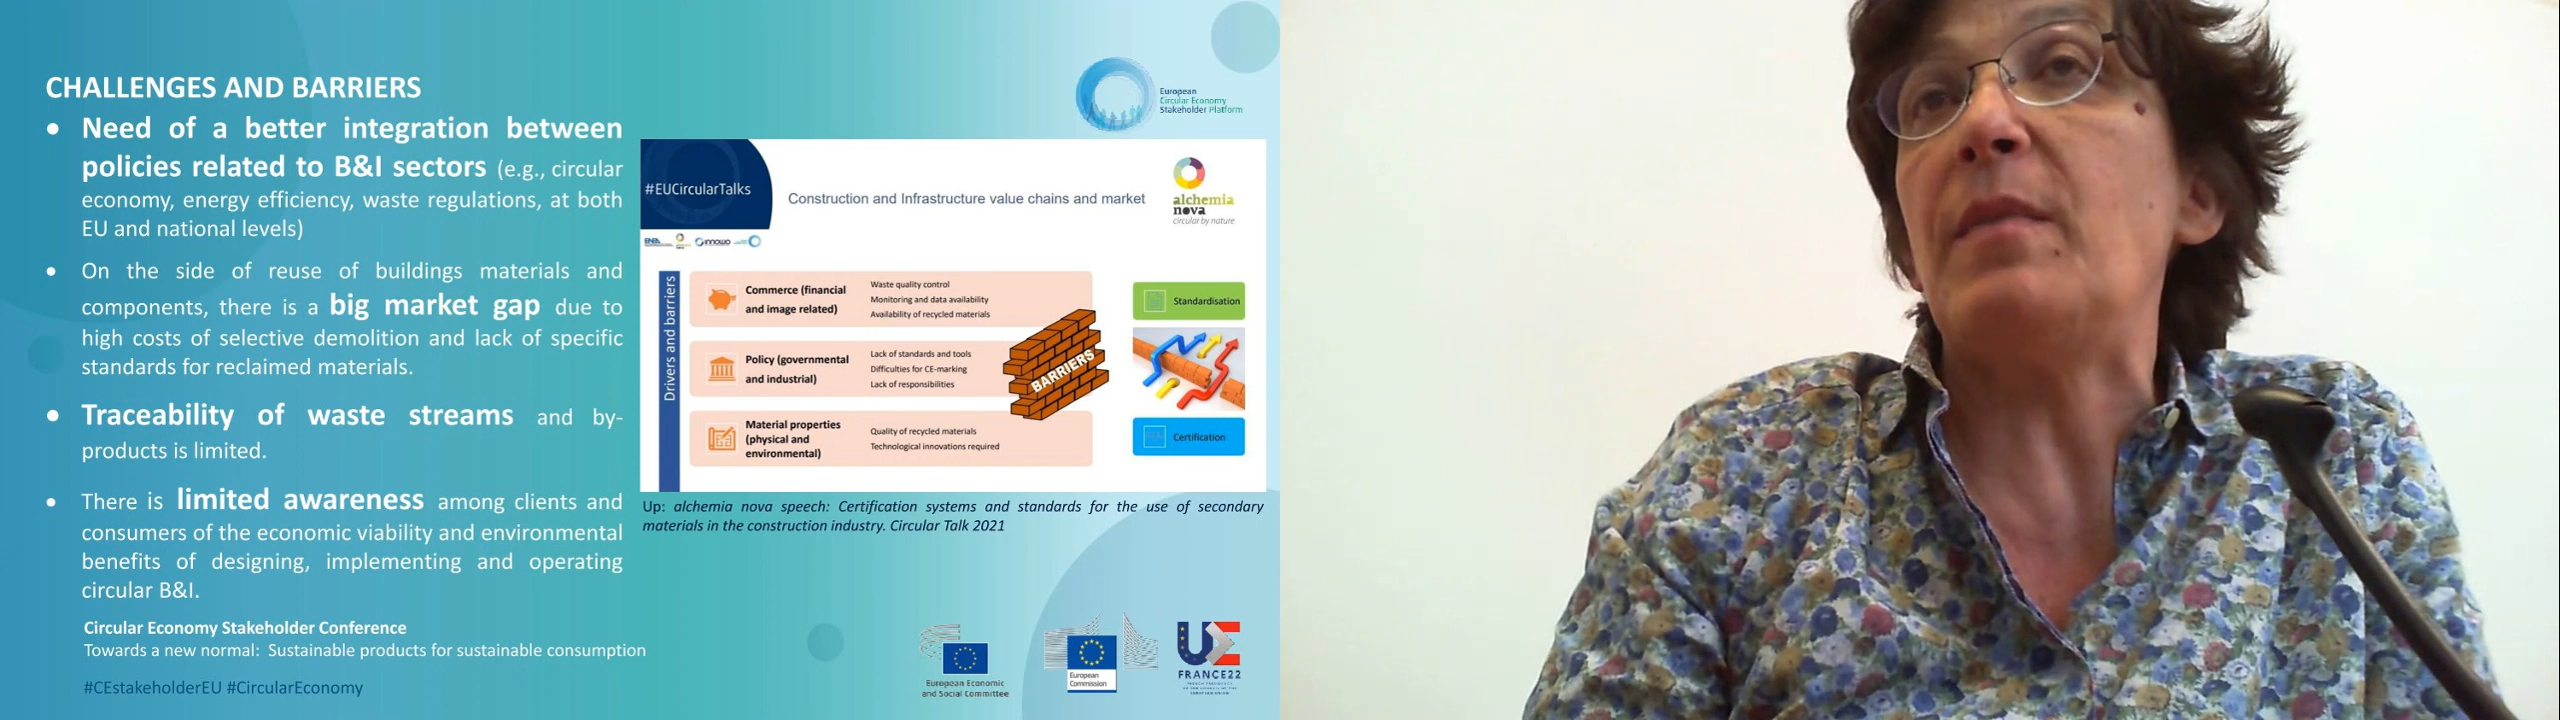 CHALLENGES AND BARRIERS
• Need of a better integration between
policies related to B&I sectors (e.g., circular
economy, energy efficiency, waste regulations, at both
EU and national levels)
• On the side of reuse of buildings materials and
components, there is a big market gap due to
high costs of selective demolition and lack of specific
standards for reclaimed materials.
• Traceability of waste streams and by-
products is limited.
• There is limited awareness among clients and
consumers of the economic viability and environmental
benefits of designing, implementing and operating
circular B&I.
Circular Economy Stakeholder Conference
Towards a new normal: Sustainable products for sustainable consumption
#CEstakeholderEU #CircularEconomy
European
Circular Economy
Stakeholder Platform
#EUCircularTalks
Construction and Infrastructure value chains and market
alchemia
nova
circular by nature
ENEA
innowo
Drivers and barriers
Commerce (financial
and image related)
Waste quality control
Monitoring and data availability
Availability of recycled materials
Policy (governmental
and industrial)
Lack of standards and tools
Difficulties for CE-marking
Lack of responsibilities
Material properties
(physical and
environmental)
Quality of recycled materials
Technological innovations required
BARRIERS
Standardisation
Certification
Up: alchemia nova speech: Certification systems and standards for the use of secondary
materials in the construction industry. Circular Talk 2021
European Economic
and Social Committee
European
Commission
UE
FRANCE22